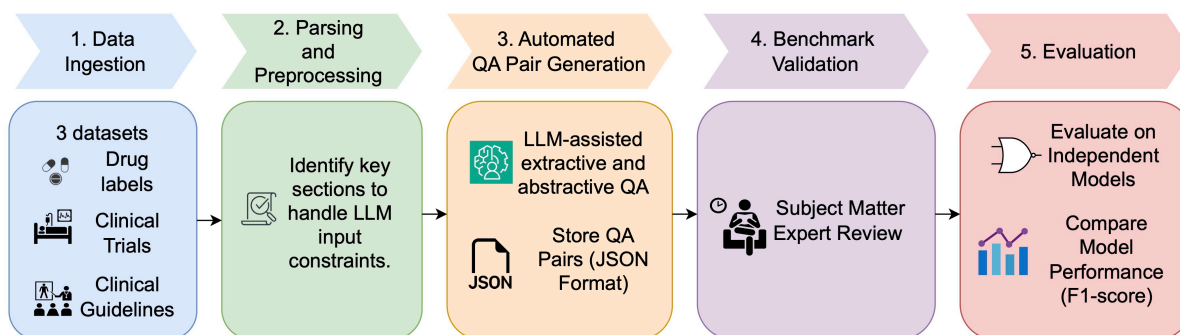 1. Data
Ingestion
2. Parsing
and
Preprocessing
3. Automated
QA Pair Generation
4. Benchmark
Validation
5. Evaluation
3 datasets
Drug
labels
Clinical
Trials
Clinical
Guidelines
Identify key
sections to
handle LLM
input
constraints.
LLM-assisted
extractive and
abstractive QA
JSON
Store QA
Pairs (JSON
Format)
Subject Matter
Expert Review
Evaluate on
Independent
Models
Compare
Model
Performance
(F1-score)